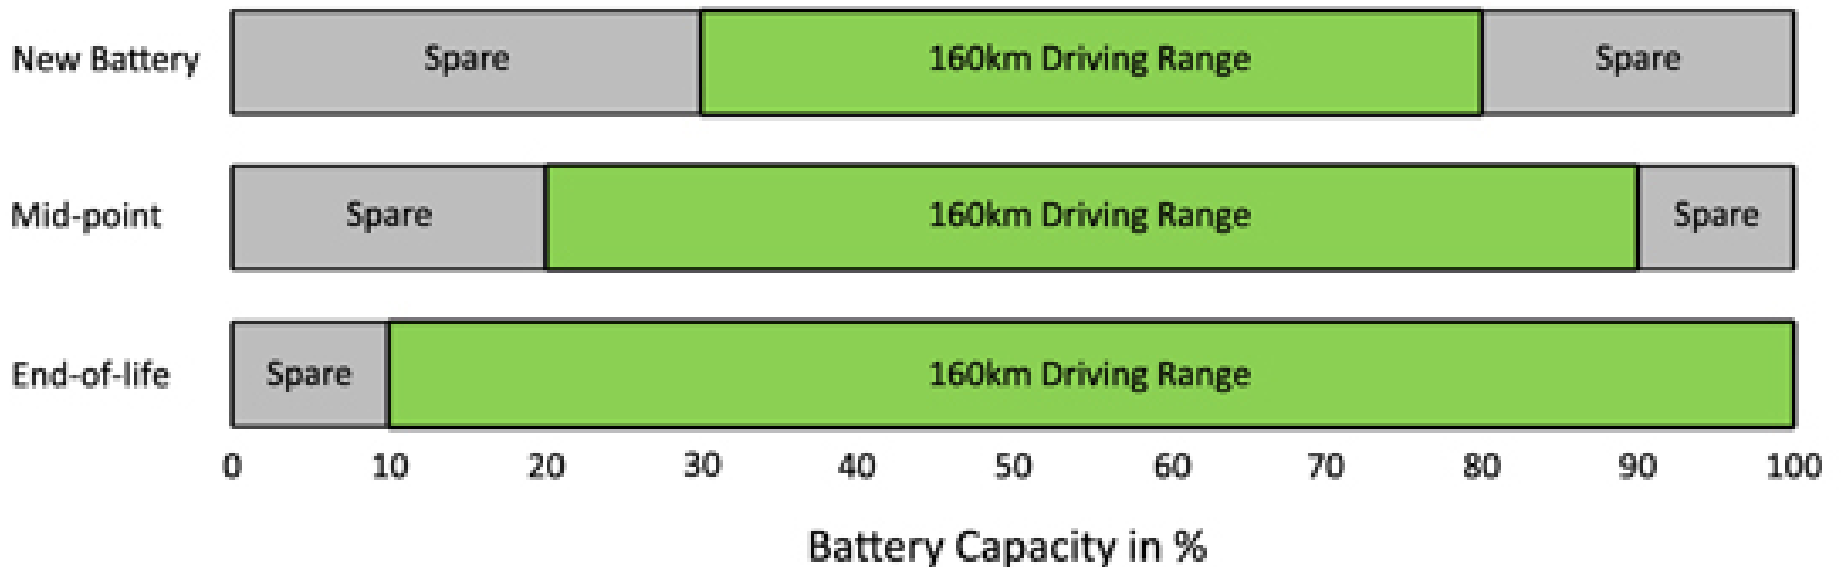 New Battery Spare 160km Driving Range Spare
Mid-point Spare 160km Driving Range Spare
End-of-life Spare 160km Driving Range
0 10 20 30 40 50 60 70 80 90 100
Battery Capacity in %